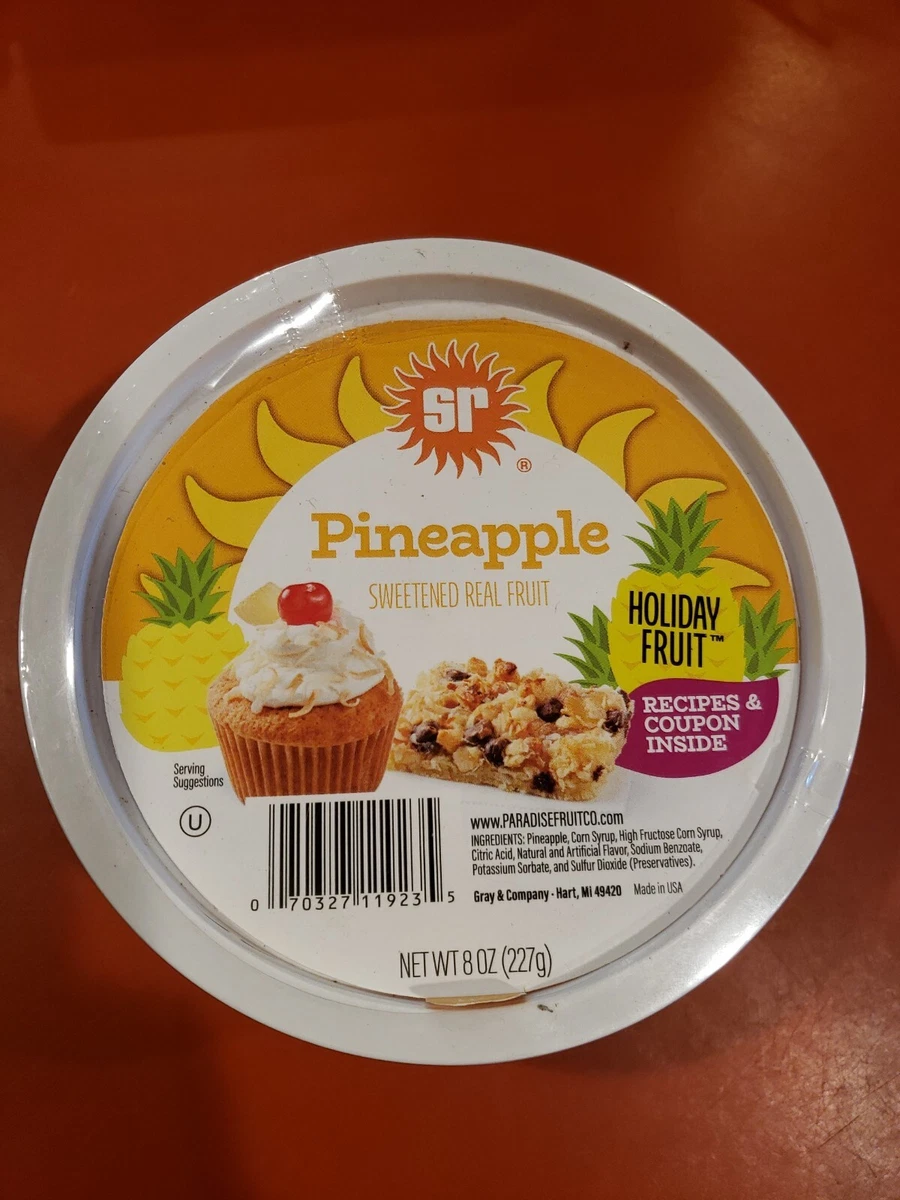 sr
®
Pineapple
SWEETENED REAL FRUIT
HOLIDAY
FRUIT™
RECIPES &
COUPON
INSIDE
Serving
Suggestions
U
www.PARADISEFRUITCO.com
INGREDIENTS: Pineapple, Corn Syrup, High Fructose Corn Syrup,
Citric Acid, Natural and Artificial Flavor, Sodium Benzoate,
Potassium Sorbate, and Sulfur Dioxide (Preservatives).
Gray & Company · Hart, MI 49420 Made in USA
0 70327 11923 5
NET WT 8 OZ (227g)